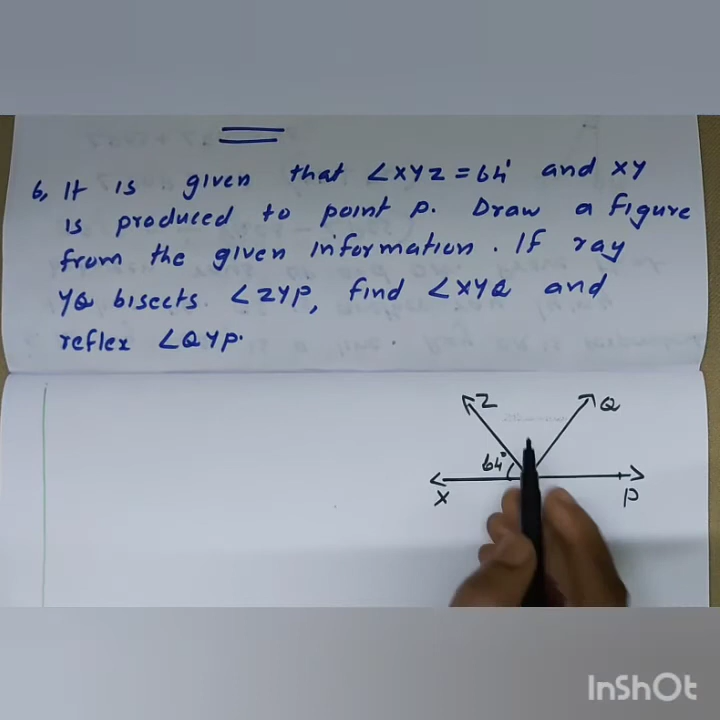 6, It is given that ∠XYZ = 64° and XY
is produced to point P. Draw a figure
from the given information. If ray
YQ bisects ∠ZYP, find ∠XYQ and
reflex ∠QYP.
Z Q
64°
X P
InShOt